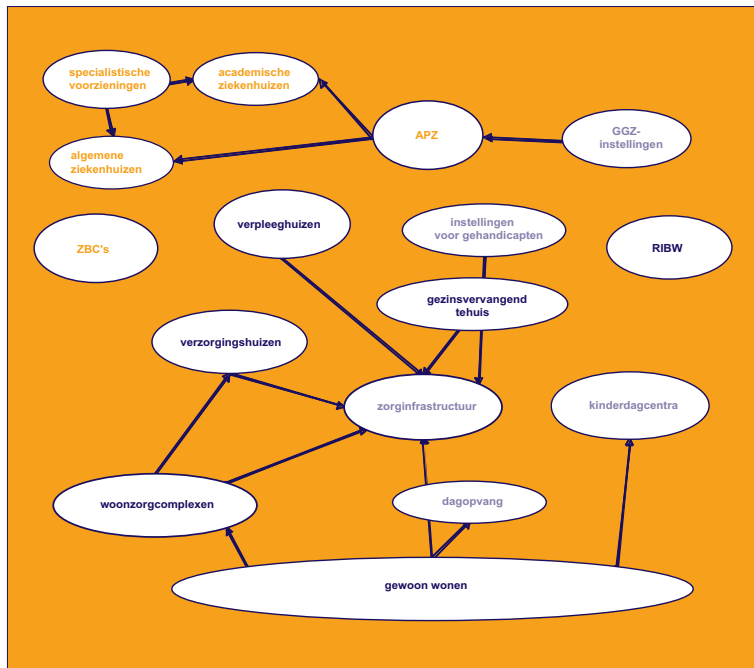 specialistische
voorzieningen
academische
ziekenhuizen
APZ
GGZ-
instellingen
algemene
ziekenhuizen
ZBC's
verpleeghuizen
instellingen
voor gehandicapten
RIBW
gezinsvervangend
tehuis
verzorgingshuizen
zorginfrastructuur
kinderdagcentra
woonzorgcomplexen
dagopvang
gewoon wonen